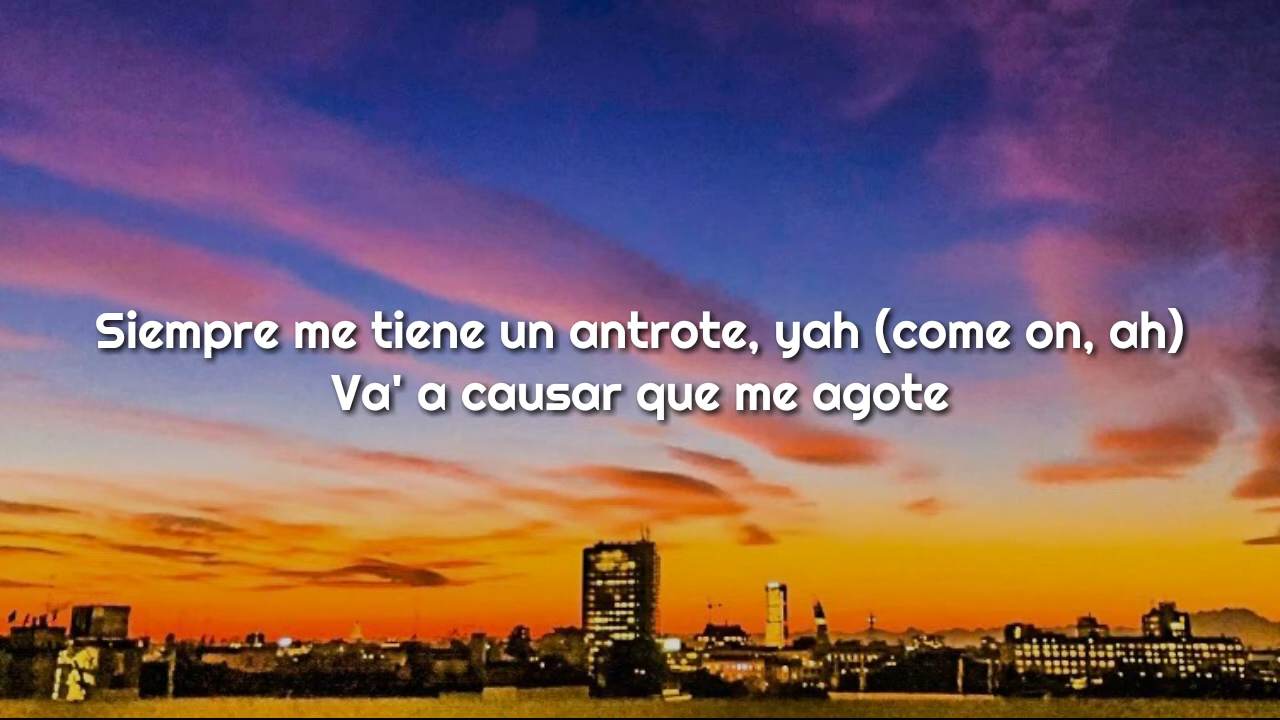 Siempre me tiene un antrote, yah (come on, ah)
Va' a causar que me agote